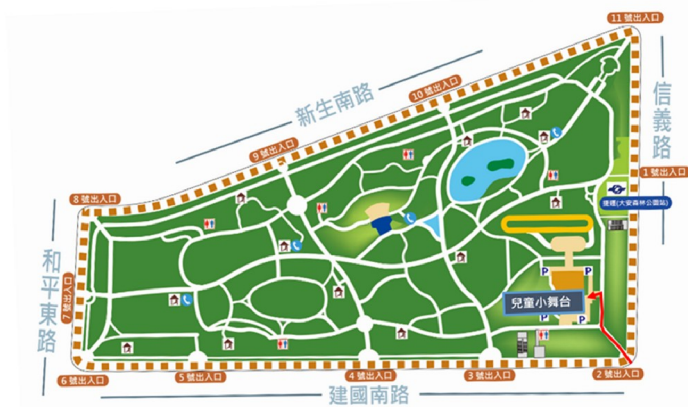 11 號出入口
新生南路
10 號出入口
信義路
9 號出入口
1 號出入口
捷運(大安森林公園站)
8 號出入口
和平東路
7 號出入口
P
P
兒童小舞台
P
P
6 號出入口
5 號出入口
4 號出入口
3 號出入口
2 號出入口
建國南路